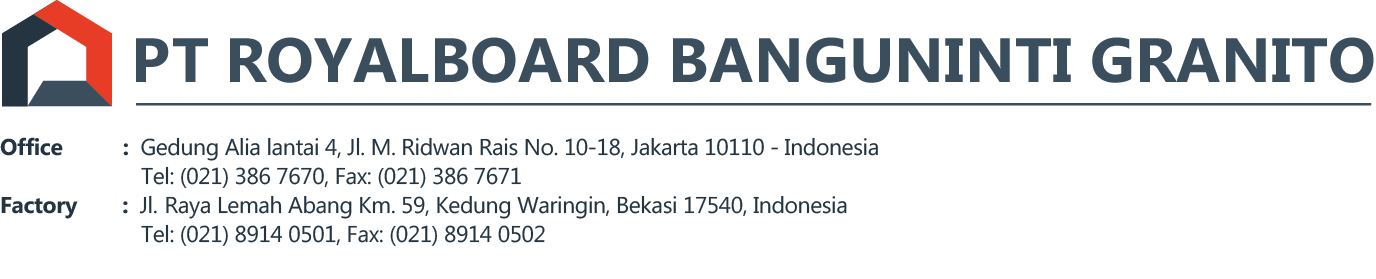 PT ROYALBOARD BANGUNINTI GRANITO
Office : Gedung Alia lantai 4, Jl. M. Ridwan Rais No. 10-18, Jakarta 10110 - Indonesia
Tel: (021) 386 7670, Fax: (021) 386 7671
Factory : Jl. Raya Lemah Abang Km. 59, Kedung Waringin, Bekasi 17540, Indonesia
Tel: (021) 8914 0501, Fax: (021) 8914 0502